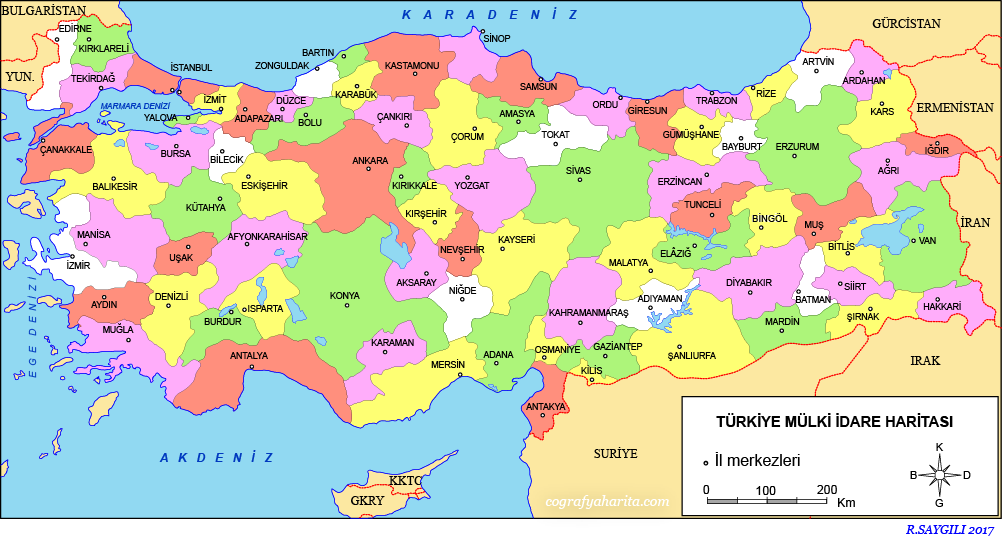 BULGARİSTAN
KARADENİZ
GÜRCİSTAN
EDİRNE
KIRKLARELİ
SİNOP
BARTIN
ZONGULDAK
KASTAMONU
ARTVİN
İSTANBUL
YUN.
TEKİRDAĞ
ARDAHAN
SAMSUN
RİZE
KARABÜK
TRABZON
ORDU
İZMİT
DÜZCE
MARMARA DENİZİ
GİRESUN
KARS
ERMENİSTAN
YALOVA
ADAPAZARI
BOLU
ÇANKIRI
AMASYA
ÇORUM
TOKAT
GÜMÜŞHANE
BAYBURT
ERZURUM
IĞDIR
ÇANAKKALE
BURSA
BİLECİK
ANKARA
SİVAS
AĞRI
BALIKESİR
ESKİŞEHİR
KIRIKKALE
YOZGAT
ERZİNCAN
KÜTAHYA
TUNCELİ
KIRŞEHİR
BİNGÖL
MUŞ
İRAN
MANİSA
AFYONKARAHİSAR
KAYSERİ
VAN
UŞAK
NEVŞEHİR
ELÂZIĞ
BİTLİS
İZMİR
MALATYA
AKSARAY
DİYABAKIR
SİİRT
NİĞDE
BATMAN
AYDIN
DENİZLİ
KONYA
ADIYAMAN
HAKKARİ
ISPARTA
KAHRAMANMARAŞ
ŞIRNAK
BURDUR
MARDİN
MUĞLA
EGE DENİZİ
KARAMAN
GAZİANTEP
OSMANİYE
ADANA
ŞANLIURFA
ANTALYA
MERSİN
KİLİS
IRAK
ANTAKYA
TÜRKİYE MÜLKİ İDARE HARİTASI
SURİYE
AKDENİZ
İl merkezleri
K
B D
G
KKTC
GKRY
0 100 200 Km
cografyaharita.com
R.SAYGILI 2017